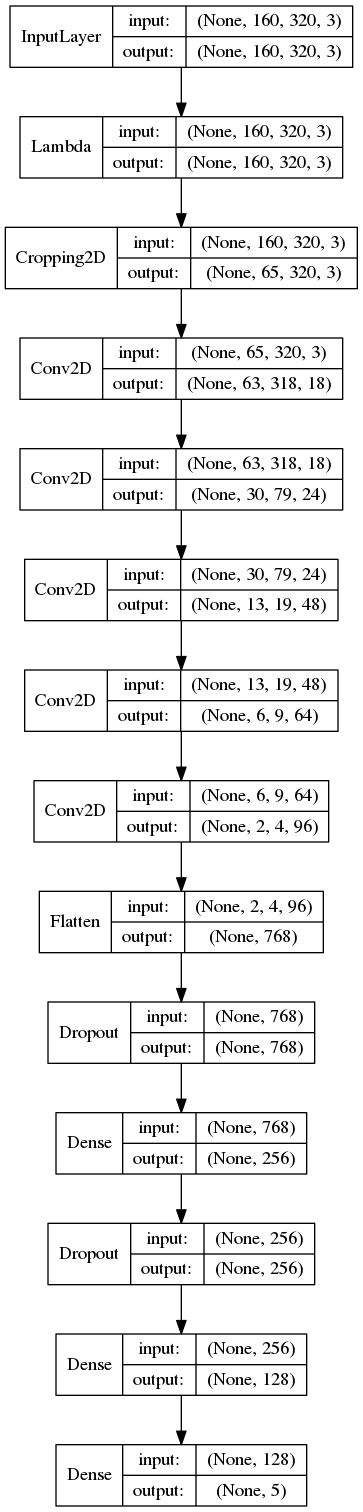 InputLayer input: (None, 160, 320, 3)
output: (None, 160, 320, 3)
Lambda input: (None, 160, 320, 3)
output: (None, 160, 320, 3)
Cropping2D input: (None, 160, 320, 3)
output: (None, 65, 320, 3)
Conv2D input: (None, 65, 320, 3)
output: (None, 63, 318, 18)
Conv2D input: (None, 63, 318, 18)
output: (None, 30, 79, 24)
Conv2D input: (None, 30, 79, 24)
output: (None, 13, 19, 48)
Conv2D input: (None, 13, 19, 48)
output: (None, 6, 9, 64)
Conv2D input: (None, 6, 9, 64)
output: (None, 2, 4, 96)
Flatten input: (None, 2, 4, 96)
output: (None, 768)
Dropout input: (None, 768)
output: (None, 768)
Dense input: (None, 768)
output: (None, 256)
Dropout input: (None, 256)
output: (None, 256)
Dense input: (None, 256)
output: (None, 128)
Dense input: (None, 128)
output: (None, 5)